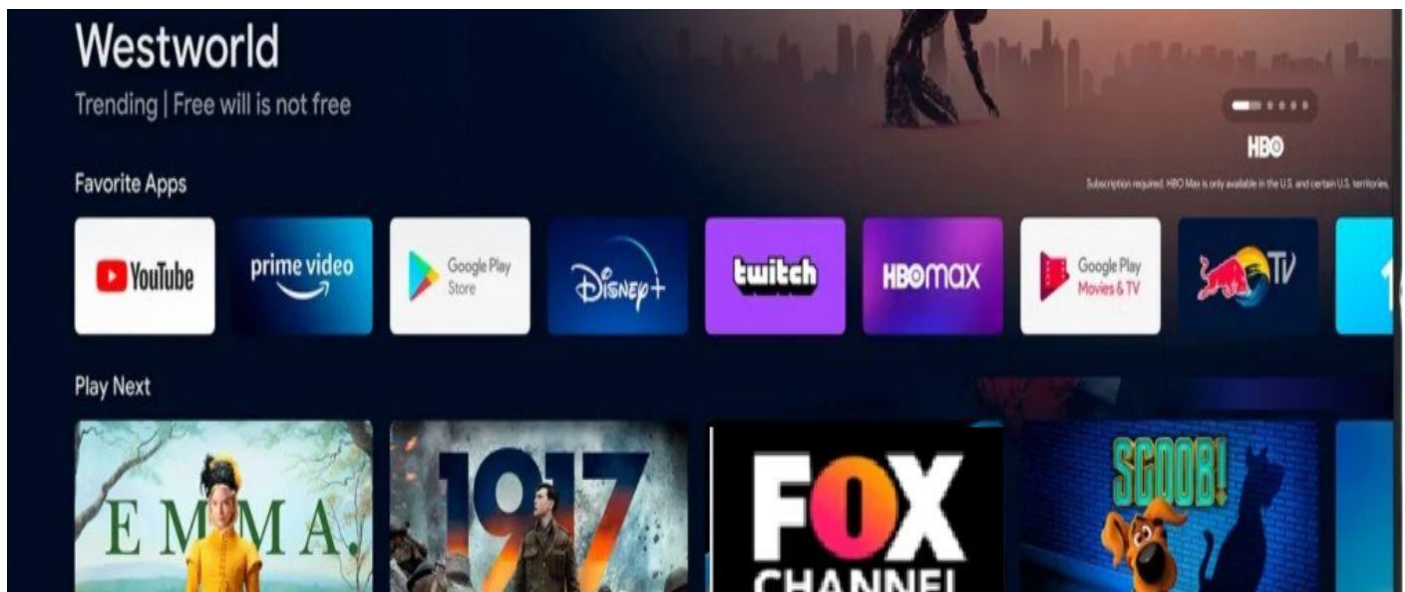 Westworld
Trending | Free will is not free
HBO
Subscription required. HBO Max is only available in the U.S. and certain U.S. territories.
Favorite Apps
YouTube
prime video
Google Play
Store
Disney+
twitch
HBOMAX
Google Play
Movies & TV
TV
Play Next
EMMA.
1917
FOX
CHANNEL
SCOOB!